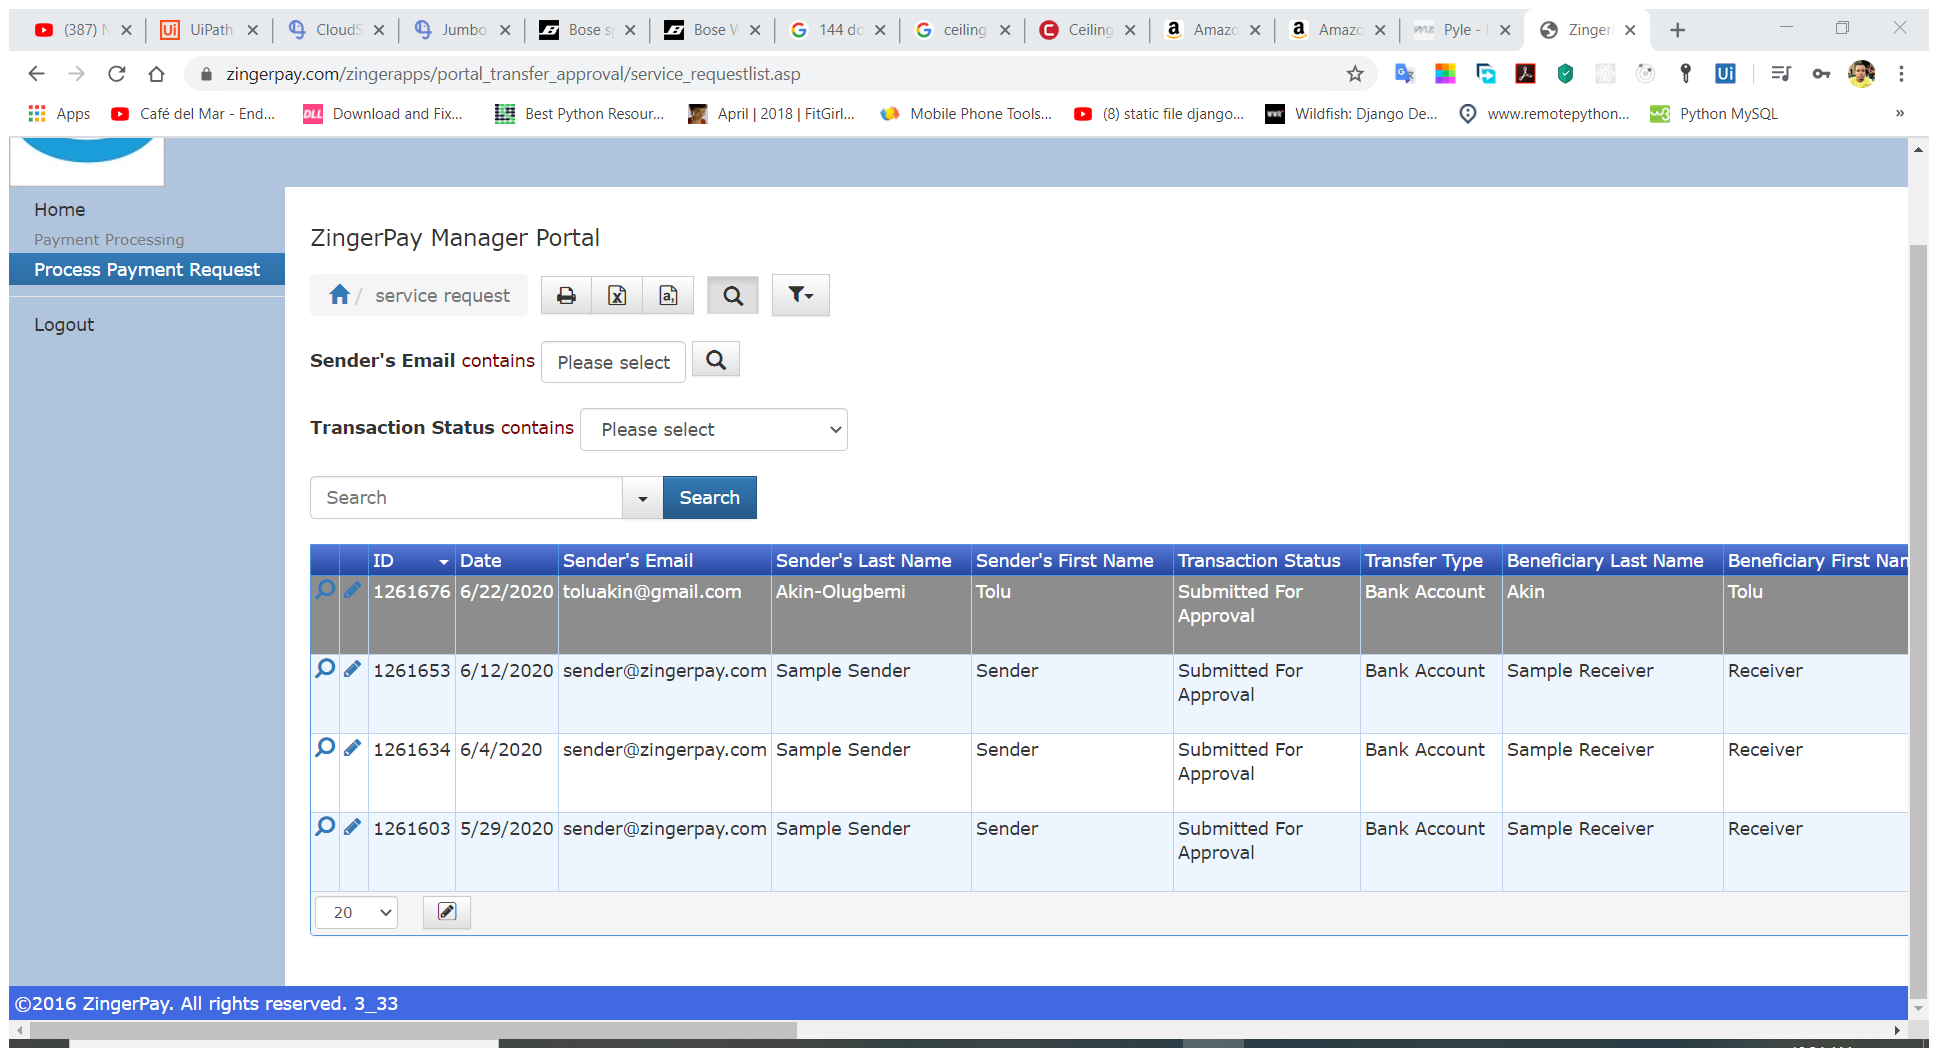 (387) N
UiPath
CloudS
Jumbo
Bose sp
Bose W
144 do
ceiling
Ceiling
Amazo
Amazo
Pyle -
Zinger
zingerpay.com/zingerapps/portal_transfer_approval/service_requestlist.asp
Apps
Café del Mar - End...
Download and Fix...
Best Python Resour...
April | 2018 | FitGirl...
Mobile Phone Tools...
(8) static file django...
Wildfish: Django De...
www.remotepython...
Python MySQL
»
Home
Payment Processing
Process Payment Request
Logout
ZingerPay Manager Portal
/ service request
Sender's Email contains Please select
Transaction Status contains Please select
Search Search
ID Date Sender's Email Sender's Last Name Sender's First Name Transaction Status Transfer Type Beneficiary Last Name Beneficiary First Nam
1261676 6/22/2020 toluakin@gmail.com Akin-Olugbemi Tolu Submitted For Bank Account Akin Tolu
Approval
1261653 6/12/2020 sender@zingerpay.com Sample Sender Sender Submitted For Bank Account Sample Receiver Receiver
Approval
1261634 6/4/2020 sender@zingerpay.com Sample Sender Sender Submitted For Bank Account Sample Receiver Receiver
Approval
1261603 5/29/2020 sender@zingerpay.com Sample Sender Sender Submitted For Bank Account Sample Receiver Receiver
Approval
20
©2016 ZingerPay. All rights reserved. 3_33